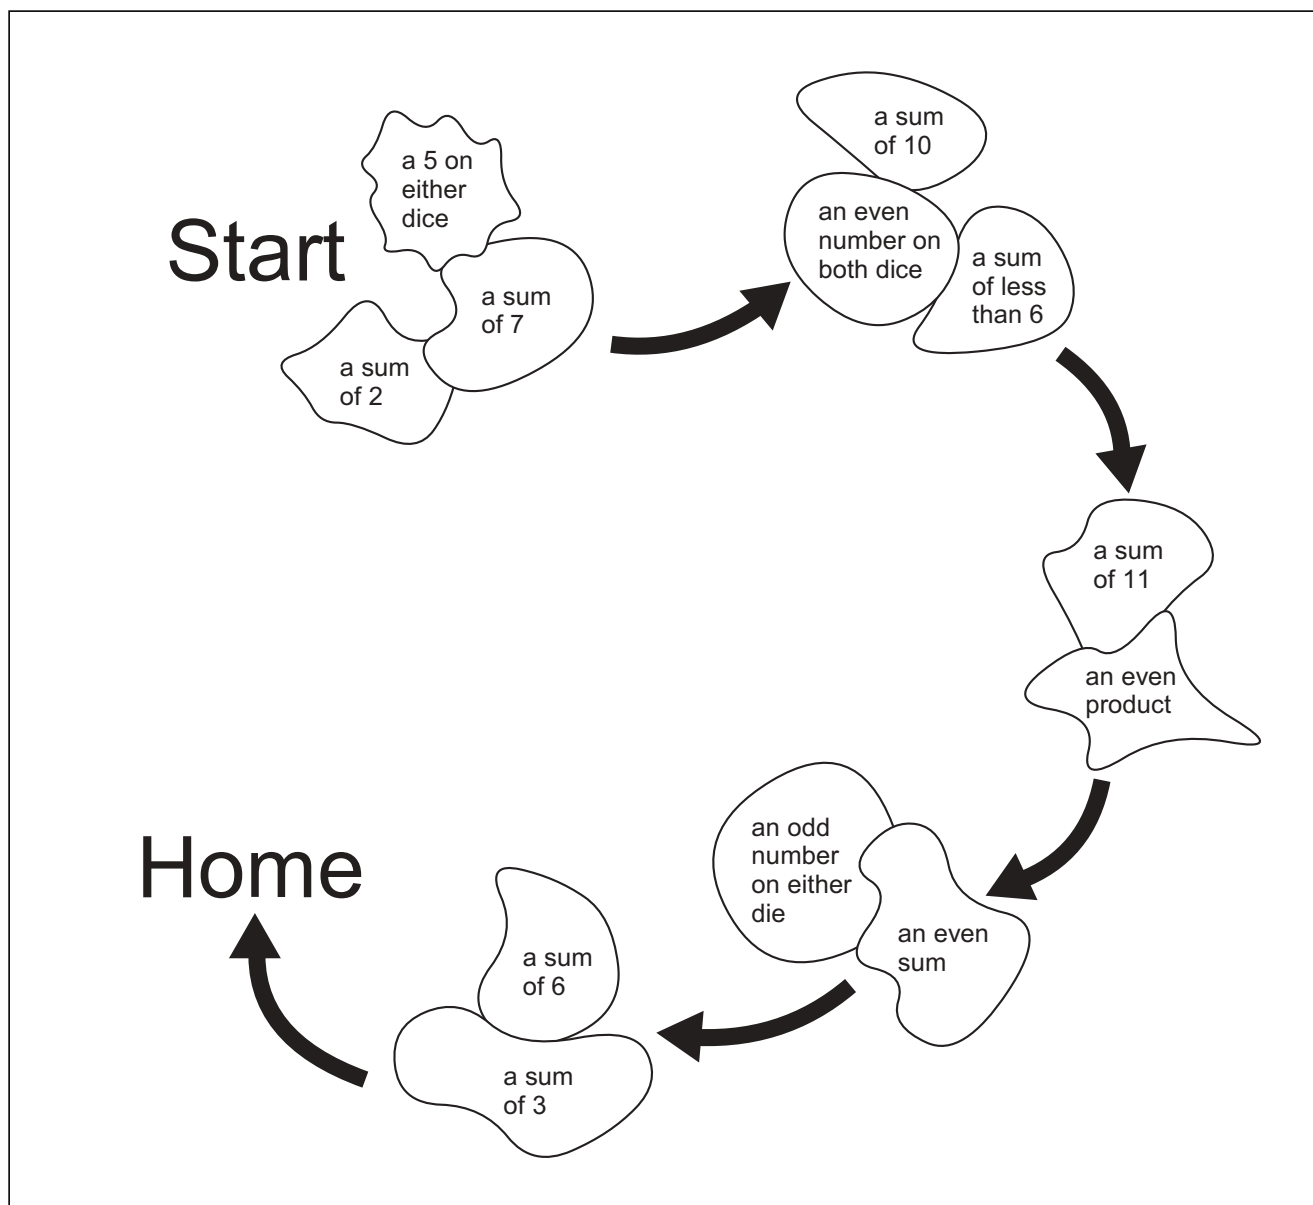 Start
a 5 on
either
dice
a sum
of 7
a sum
of 2
a sum
of 10
an even
number on
both dice
a sum
of less
than 6
a sum
of 11
an even
product
an odd
number
on either
die
an even
sum
a sum
of 6
a sum
of 3
Home